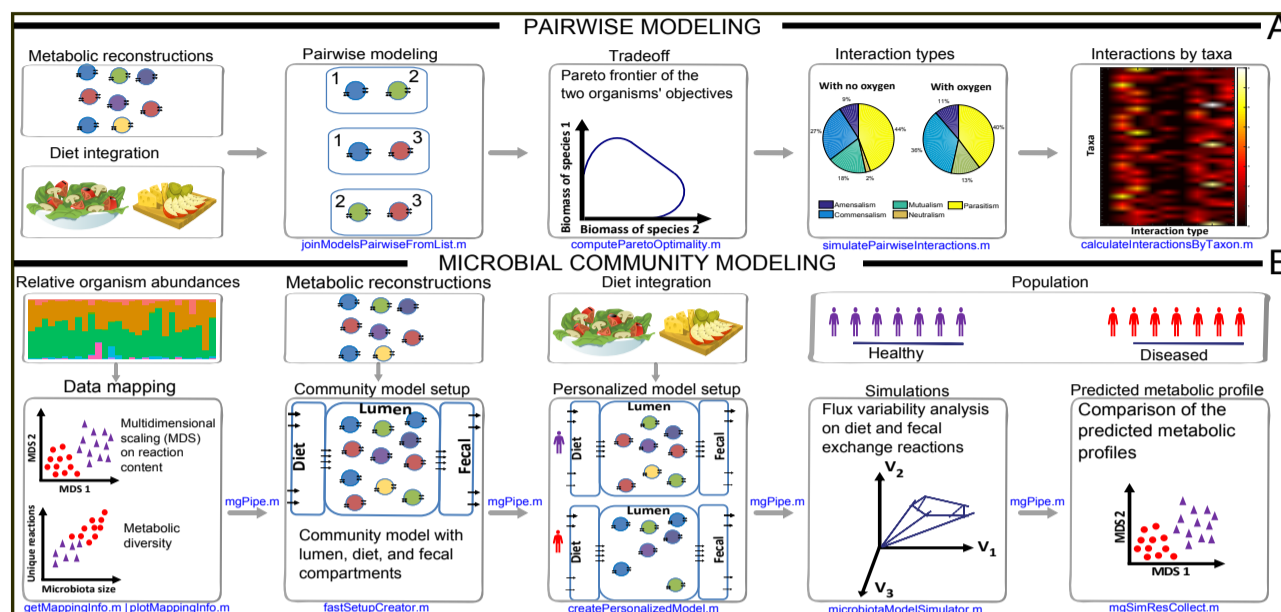 PAIRWISE MODELING
A
Metabolic reconstructions
Diet integration
Pairwise modeling
1 2
1 3
2 3
joinModelsPairwiseFromList.m
Tradeoff
Pareto frontier of the
two organisms' objectives
Biomass of species 1
Biomass of species 2
computeParetoOptimality.m
Interaction types
With no oxygen
9%
27%
44%
18%
2%
With oxygen
11%
40%
36%
13%
Amensalism
Mutualism
Parasitism
Commensalism
Neutralism
simulatePairwiseInteractions.m
Interactions by taxa
Taxa
Interaction type
calculateInteractionsByTaxon.m
MICROBIAL COMMUNITY MODELING
Relative organism abundances
Metabolic reconstructions
Diet integration
Population
Healthy
Diseased
Data mapping
MDS 2
MDS 1
Multidimensional
scaling (MDS)
on reaction
content
Unique reactions
Microbiota size
Metabolic
diversity
getMappingInfo.m | plotMappingInfo.m
mgPipe.m
Community model setup
Lumen
Diet
Fecal
Community model with
lumen, diet, and fecal
compartments
fastSetupCreator.m
mgPipe.m
Personalized model setup
Lumen
Diet
Fecal
Lumen
Diet
Fecal
createPersonalizedModel.m
mgPipe.m
Simulations
Flux variability analysis
on diet and fecal
exchange reactions
V2
V1
V3
microbiotaModelSimulator.m
mgPipe.m
Predicted metabolic profile
Comparison of the
predicted metabolic
profiles
MDS 2
MDS 1
mgSimResCollect.m